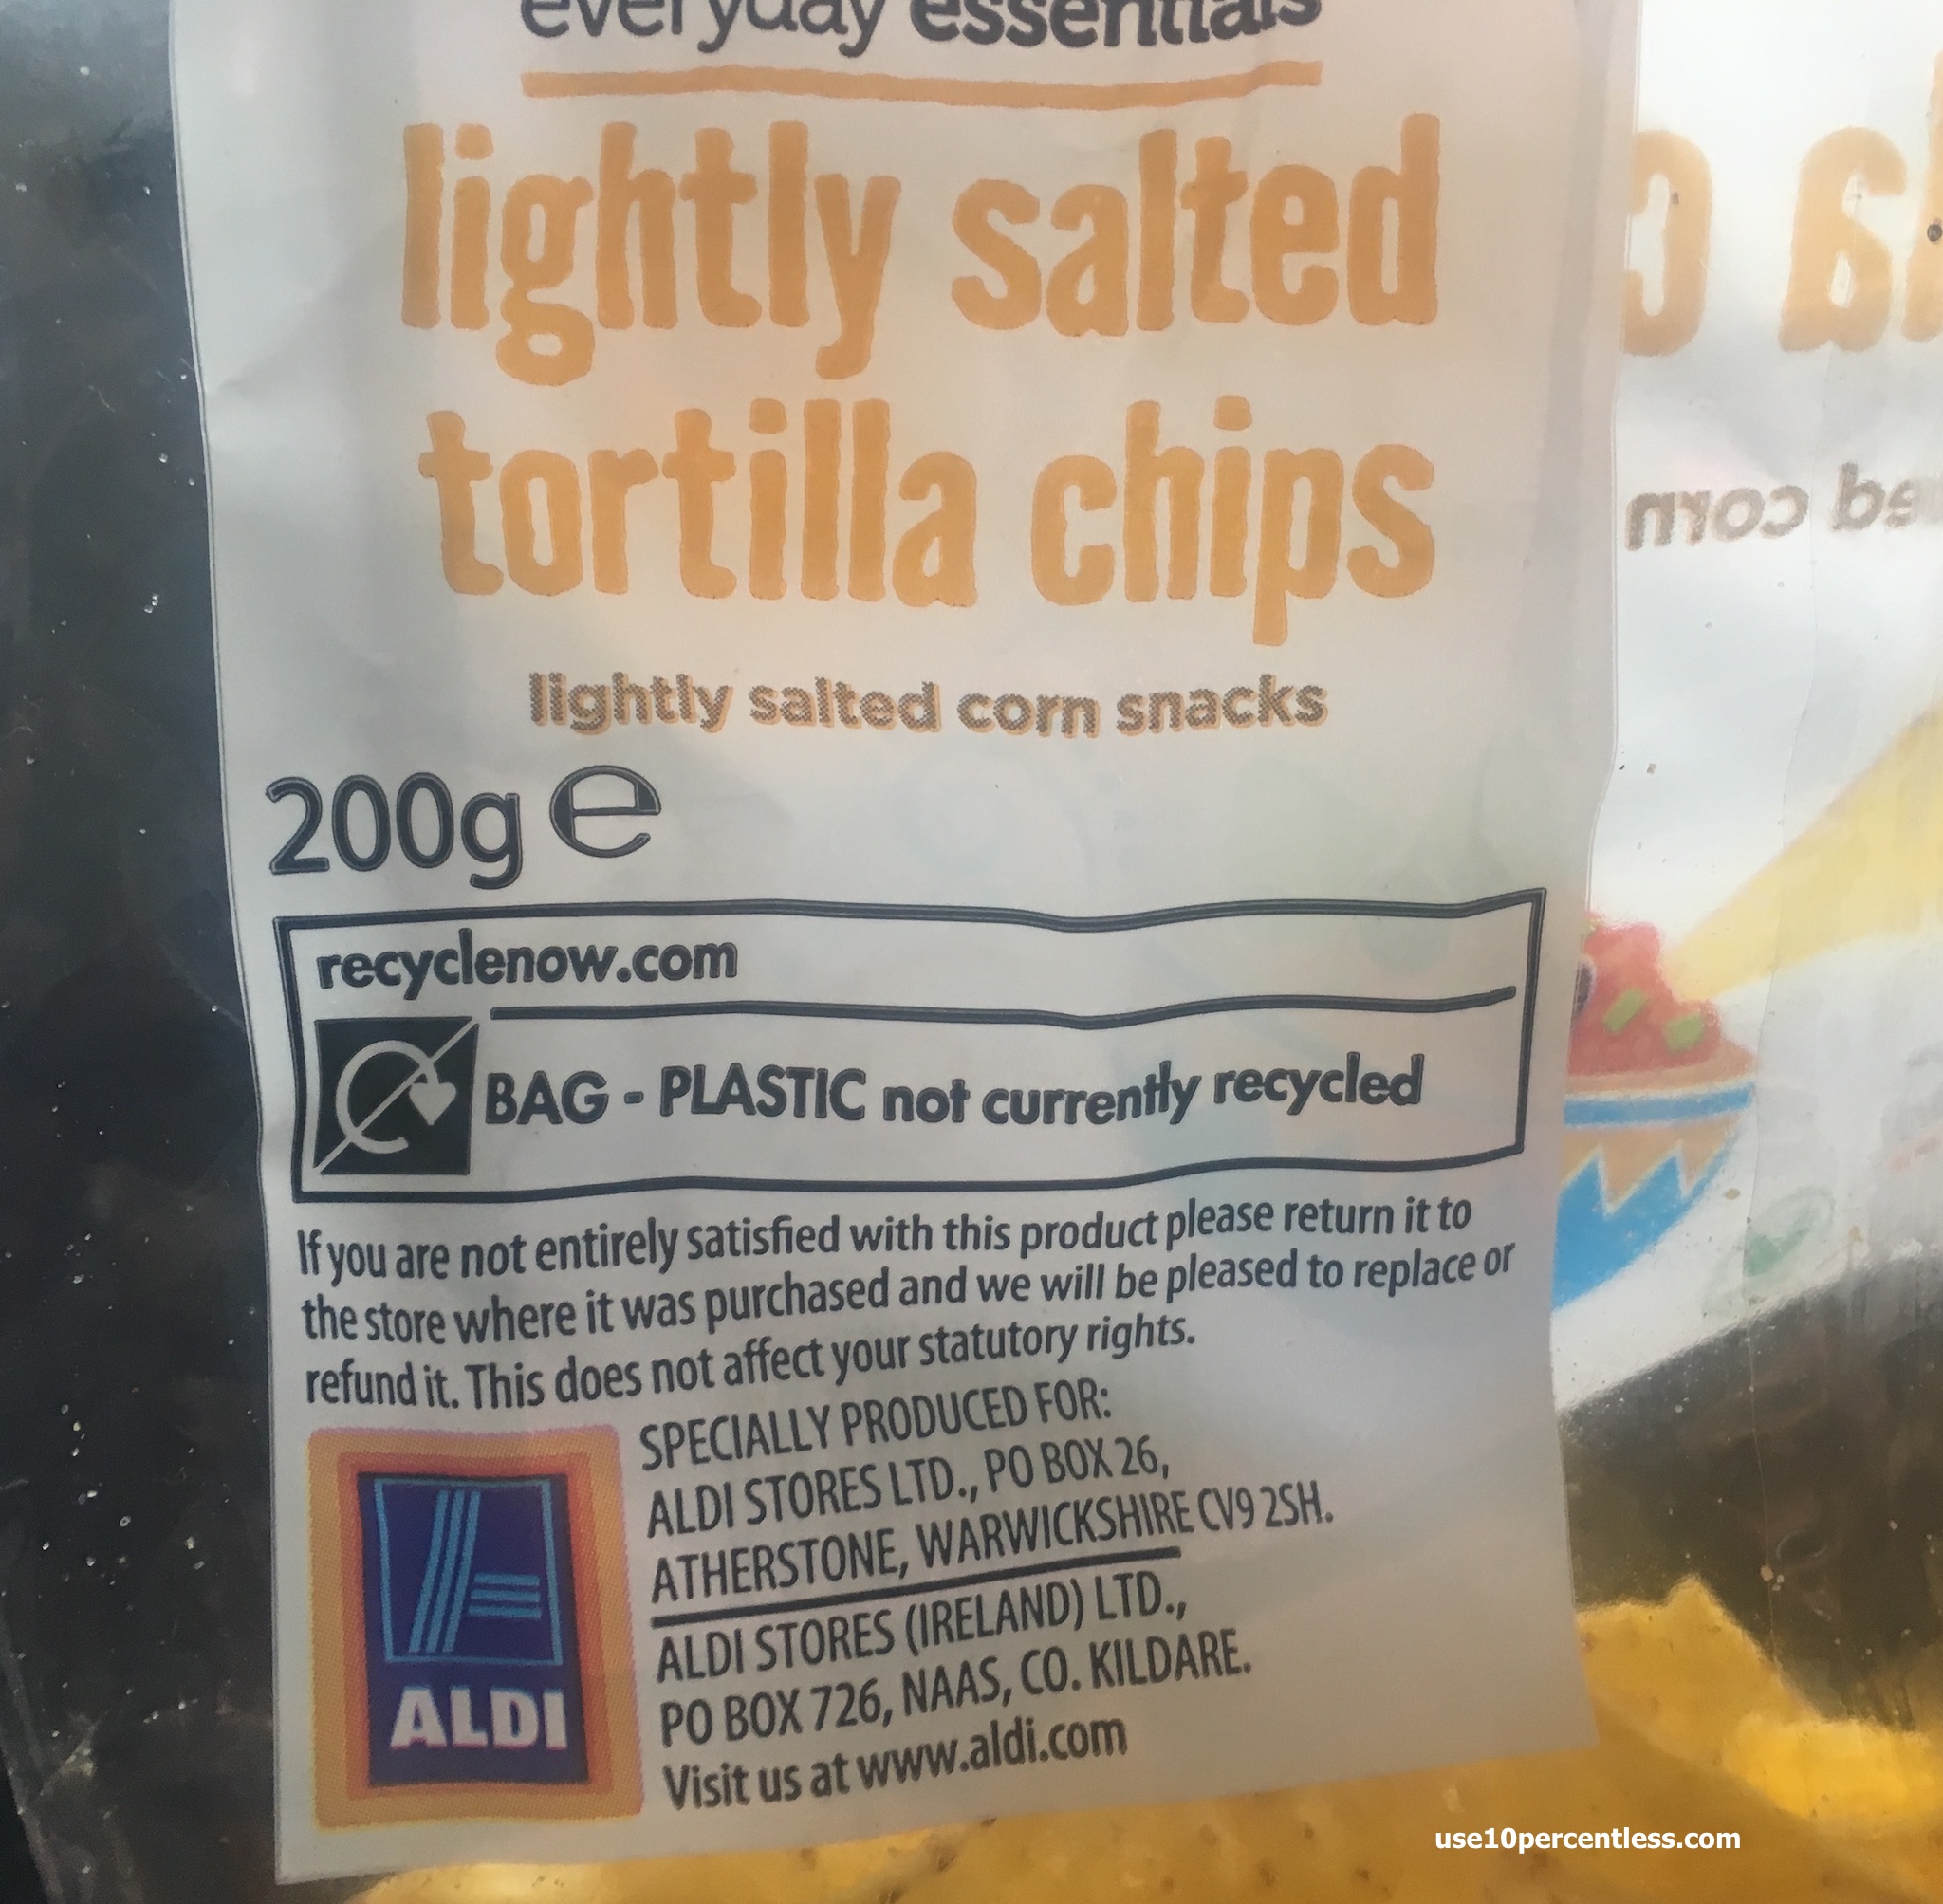 everyday essentials
lightly salted
tortilla chips
lightly salted corn snacks
200g ℮
recyclenow.com
BAG - PLASTIC not currently recycled
If you are not entirely satisfied with this product please return it to
the store where it was purchased and we will be pleased to replace or
refund it. This does not affect your statutory rights.
SPECIALLY PRODUCED FOR:
ALDI STORES LTD., PO BOX 26,
ATHERSTONE, WARWICKSHIRE CV9 2SH.
ALDI STORES (IRELAND) LTD.,
PO BOX 726, NAAS, CO. KILDARE.
Visit us at www.aldi.com
ALDI
corn
use10percentless.com